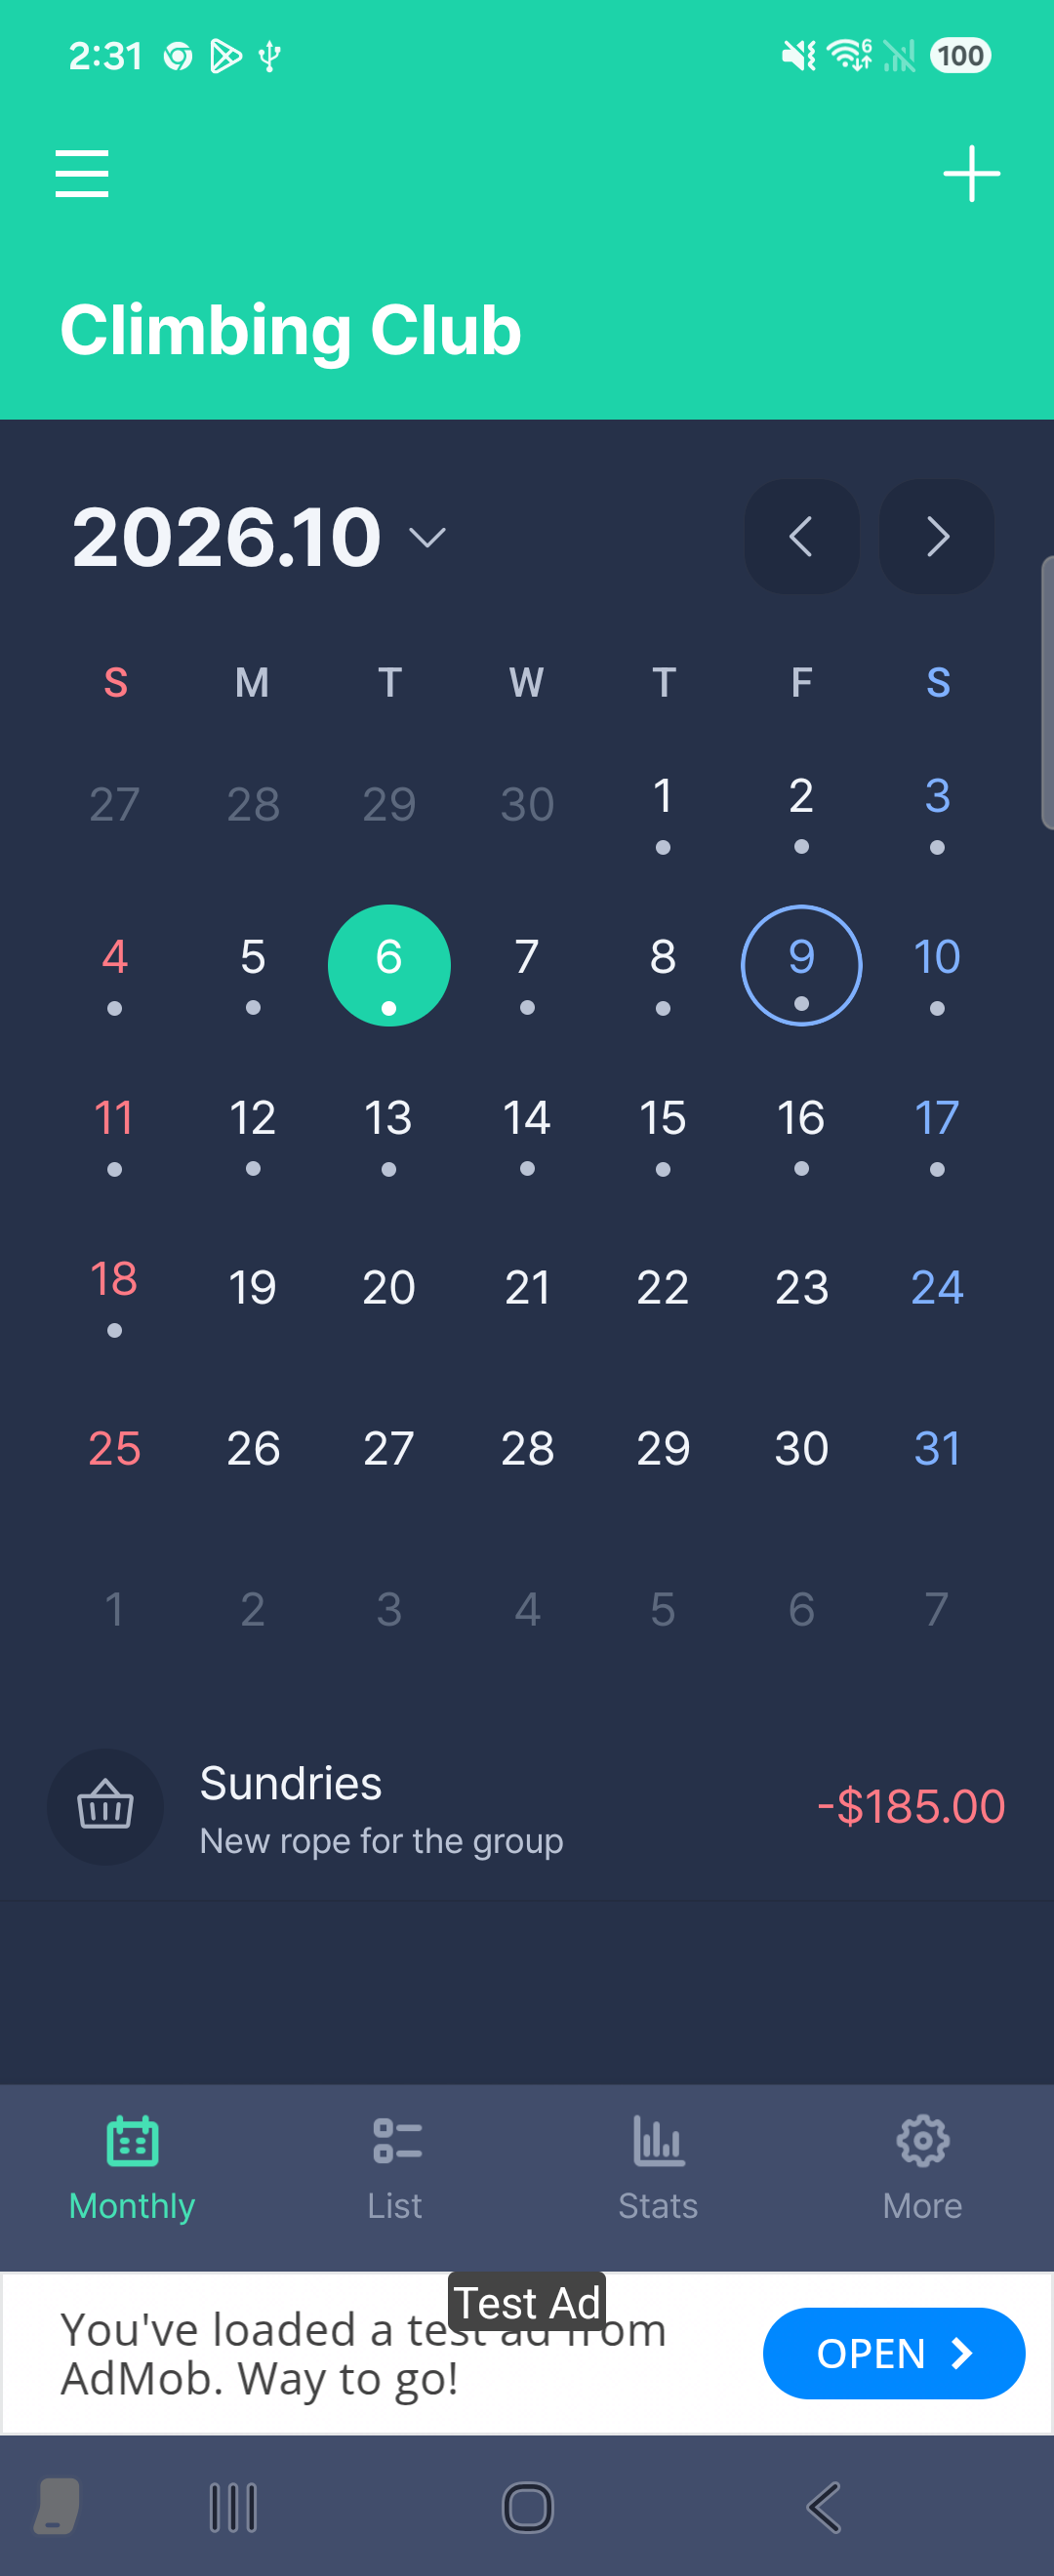 2:31
6
100
Climbing Club
2026.10
S M T W T F S
27 28 29 30 1 2 3
4 5 6 7 8 9 10
11 12 13 14 15 16 17
18 19 20 21 22 23 24
25 26 27 28 29 30 31
1 2 3 4 5 6 7
Sundries
New rope for the group
-$185.00
Monthly List Stats More
Test Ad
You've loaded a test ad from
AdMob. Way to go!
OPEN